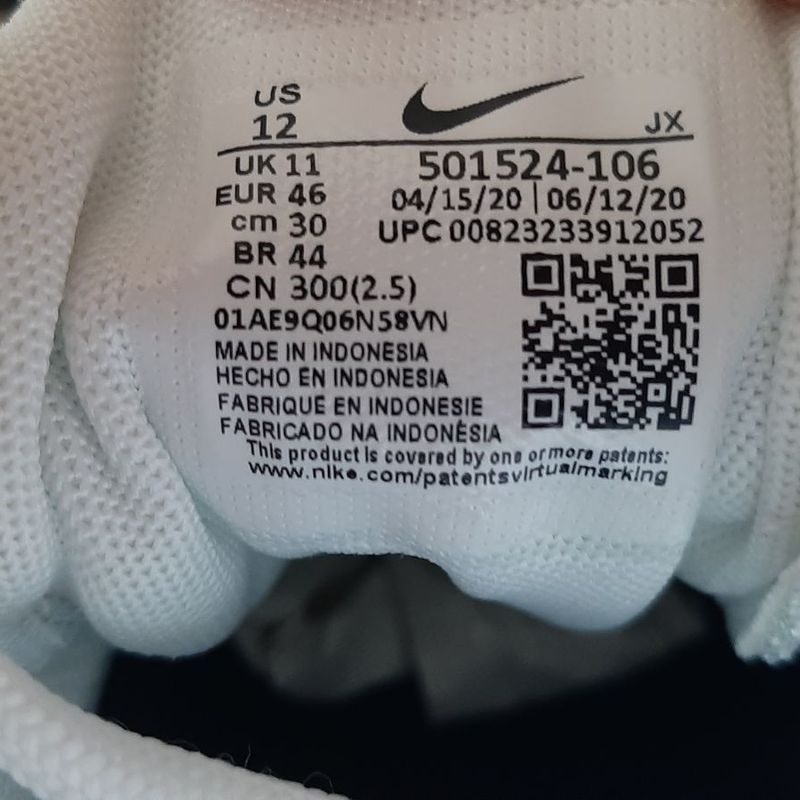 US
12
JX
UK 11
EUR 46
cm 30
BR 44
CN 300(2.5)
501524-106
04/15/20 | 06/12/20
UPC 00823233912052
01AE9Q06N58VN
MADE IN INDONESIA
HECHO EN INDONESIA
FABRIQUE EN INDONESIE
FABRICADO NA INDONÉSIA
This product is covered by one or more patents:
www.nike.com/patentsvirtualmarking